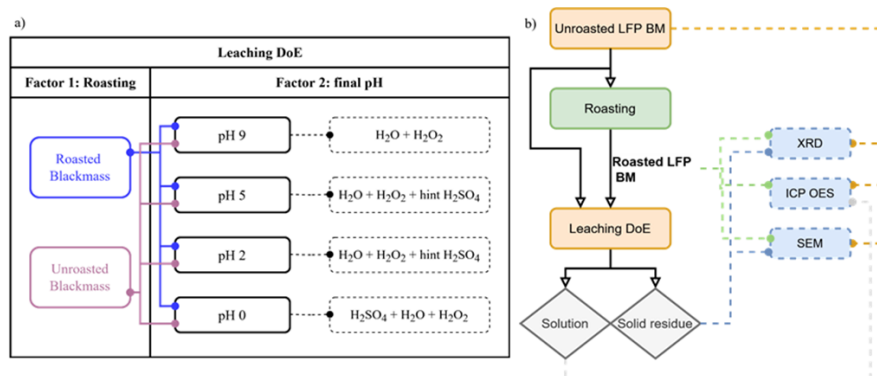 a)
Leaching DoE
Factor 1: Roasting
Factor 2: final pH
Roasted
Blackmass
Unroasted
Blackmass
pH 9
H₂O + H₂O₂
pH 5
H₂O + H₂O₂ + hint H₂SO₄
pH 2
H₂O + H₂O₂ + hint H₂SO₄
pH 0
H₂SO₄ + H₂O + H₂O₂
b)
Unroasted LFP BM
Roasting
Roasted LFP
BM
Leaching DoE
Solution
Solid residue
XRD
ICP OES
SEM